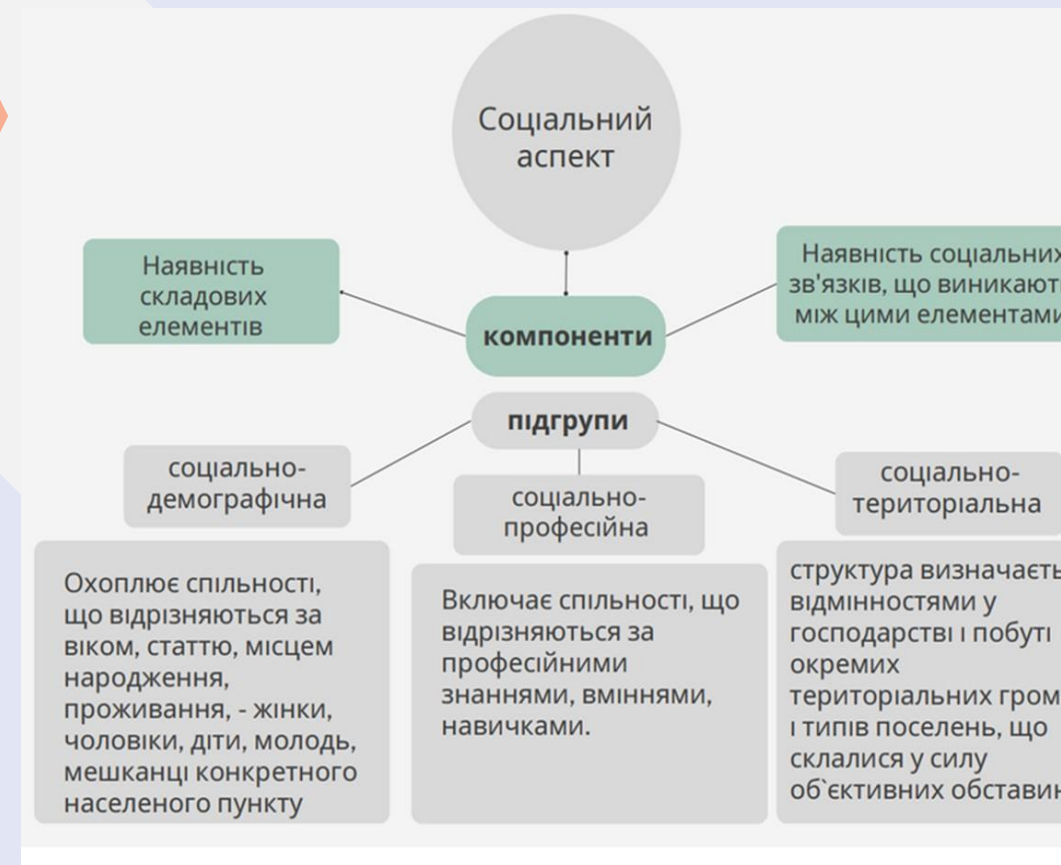 Соціальний
аспект
Наявність
складових
елементів
компоненти
Наявність соціальних
зв'язків, що виникають
між цими елементами
підгрупи
соціально-
демографічна
соціально-
професійна
соціально-
територіальна
Охоплює спільності,
що відрізняються за
віком, статтю, місцем
народження,
проживання, - жінки,
чоловіки, діти, молодь,
мешканці конкретного
населеного пункту
Включає спільності, що
відрізняються за
професійними
знаннями, вміннями,
навичками.
структура
відмінностями у
господарстві і побуті
окремих
територіальних
і типів поселень, що
склалися у силу
об`єктивних обставин